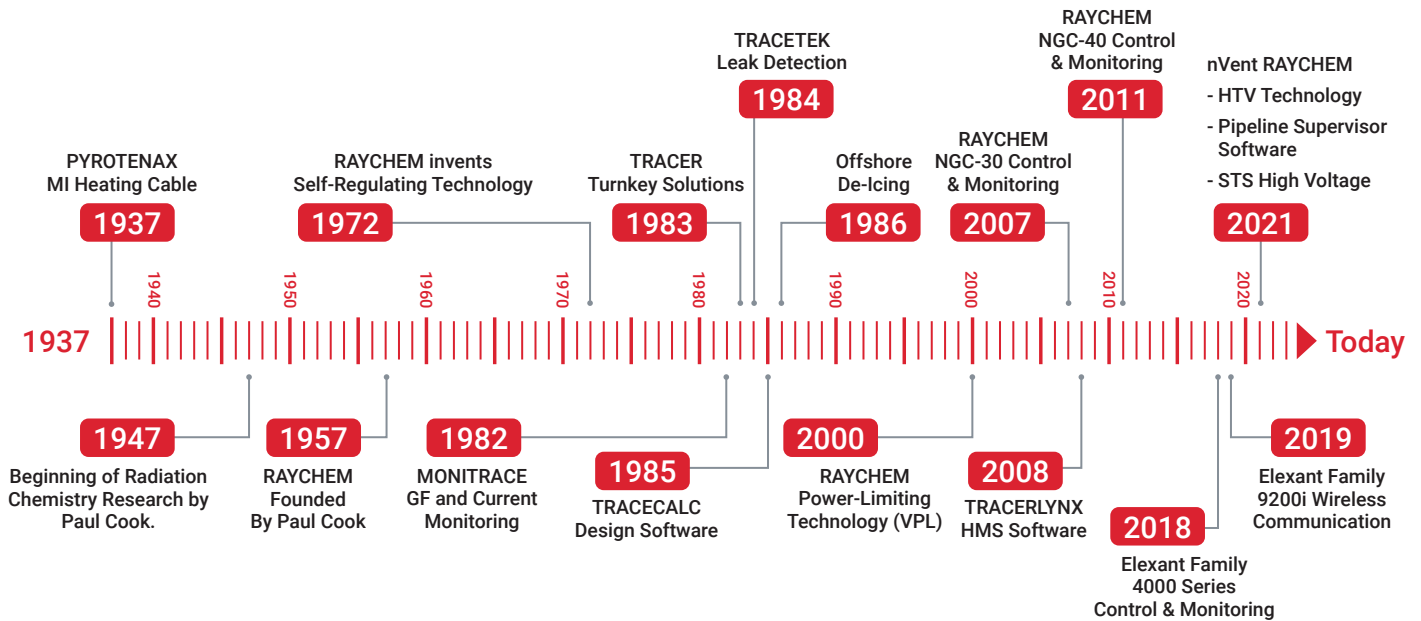 PYROTENAX
MI Heating Cable
1937
RAYCHEM invents
Self-Regulating Technology
1972
TRACER
Turnkey Solutions
1983
TRACETEK
Leak Detection
1984
Offshore
De-Icing
1986
RAYCHEM
NGC-30 Control
& Monitoring
2007
RAYCHEM
NGC-40 Control
& Monitoring
2011
nVent RAYCHEM
- HTV Technology
- Pipeline Supervisor
Software
- STS High Voltage
2021
1937
1940
1950
1960
1970
1980
1990
2000
2010
2020
Today
1947
Beginning of Radiation
Chemistry Research by
Paul Cook.
1957
RAYCHEM
Founded
By Paul Cook
1982
MONITRACE
GF and Current
Monitoring
1985
TRACECALC
Design Software
2000
RAYCHEM
Power-Limiting
Technology (VPL)
2008
TRACERLYNX
HMS Software
2018
Elexant Family
4000 Series
Control & Monitoring
2019
Elexant Family
9200i Wireless
Communication